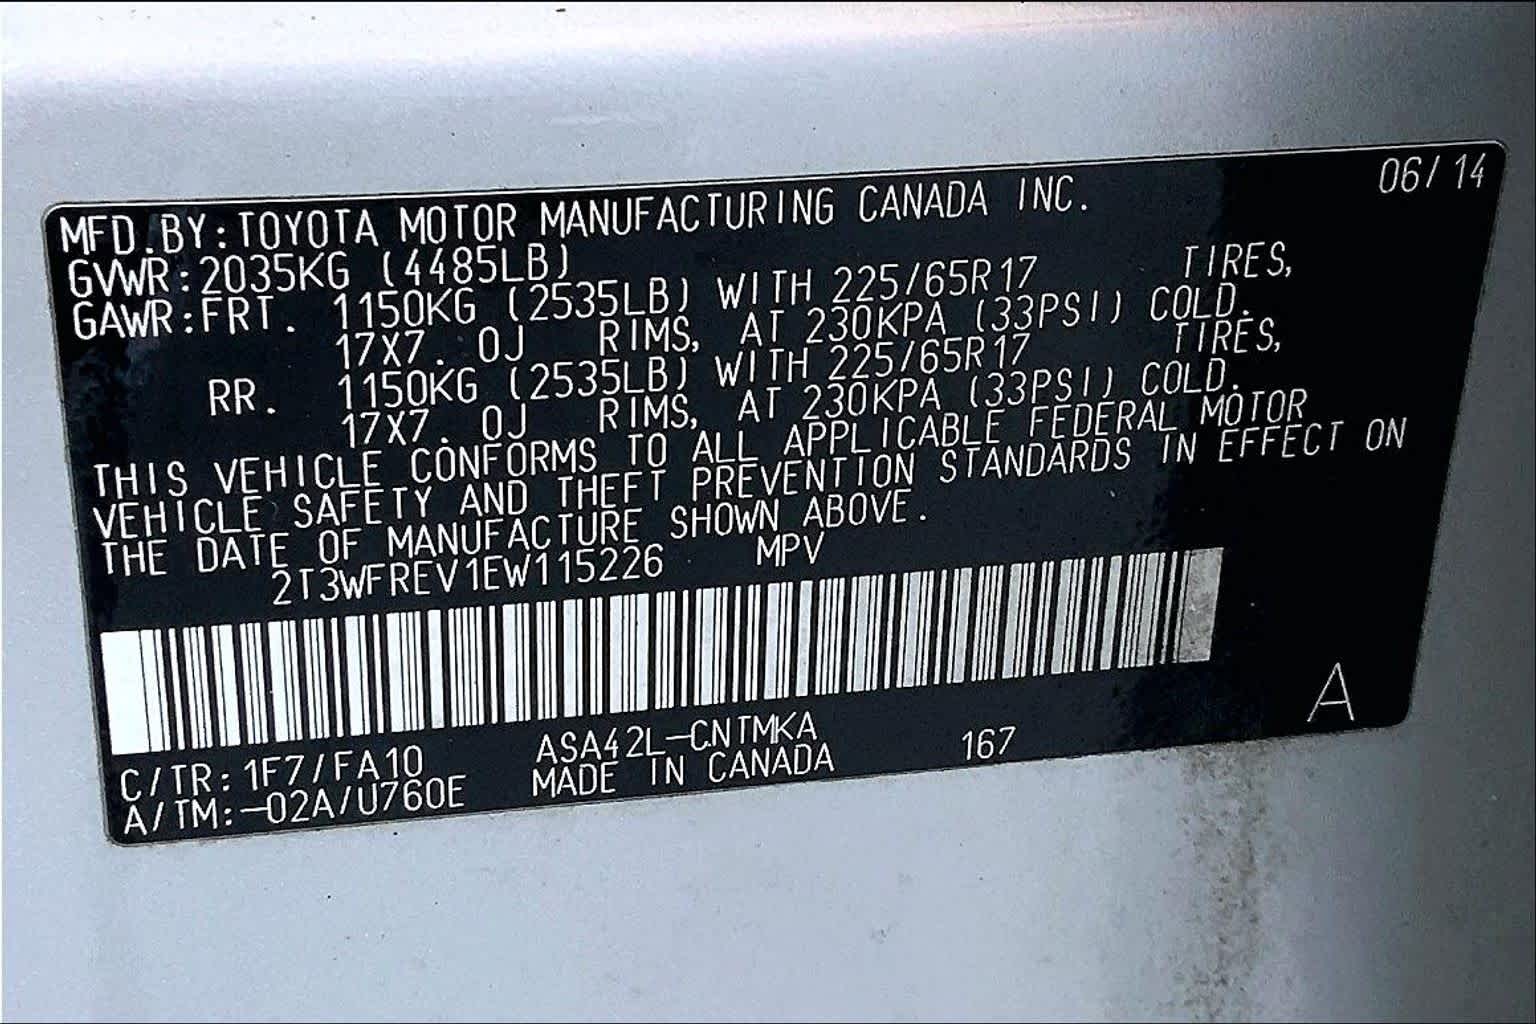 06/14
MFD.BY:TOYOTA MOTOR MANUFACTURING CANADA INC.
GVWR:2035KG (4485LB)
GAWR:FRT. 1150KG (2535LB) WITH 225/65R17 TIRES,
17X7.0J RIMS, AT 230KPA (33PSI) COLD.
RR. 1150KG (2535LB) WITH 225/65R17 TIRES,
17X7.0J RIMS, AT 230KPA (33PSI) COLD.
THIS VEHICLE CONFORMS TO ALL APPLICABLE FEDERAL MOTOR
VEHICLE SAFETY AND THEFT PREVENTION STANDARDS IN EFFECT ON
THE DATE OF MANUFACTURE SHOWN ABOVE.
2T3WFREV1EW115226 MPV
A
C/TR:1F7/FA10 ASA42L-CNTMKA 167
A/TM:-02A/U760E MADE IN CANADA